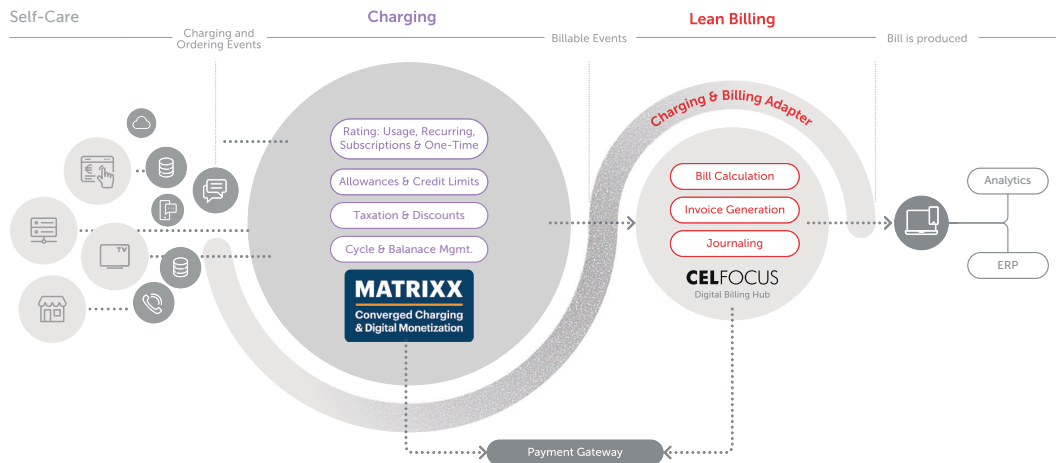 Self-Care
Charging
Lean Billing
Charging and
Ordering Events
Billable Events
Bill is produced
Charging & Billing Adapter
Rating: Usage, Recurring,
Subscriptions & One-Time
Allowances & Credit Limits
Taxation & Discounts
Cycle & Balanace Mgmt.
MATRIXX
Converged Charging
& Digital Monetization
€
TV
Bill Calculation
Invoice Generation
Journaling
CELFOCUS
Digital Billing Hub
Analytics
ERP
Payment Gateway